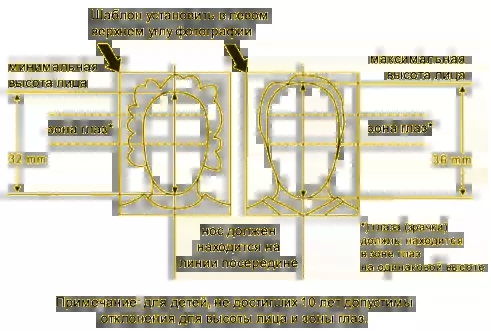 Шаблон установить в левом
верхнем углу фотографии
минимальная
высота лица
максимальная
высота лица
зона глаз*
зона глаз*
32 mm
36 mm
нос должен
находится на
линии посередине
*) глаза (зрачки)
должны находится
в зоне глаз
на одинаковой высоте
Примечание: для детей, не достигших 10 лет допустимы
отклонения для высоты лица и зоны глаз.